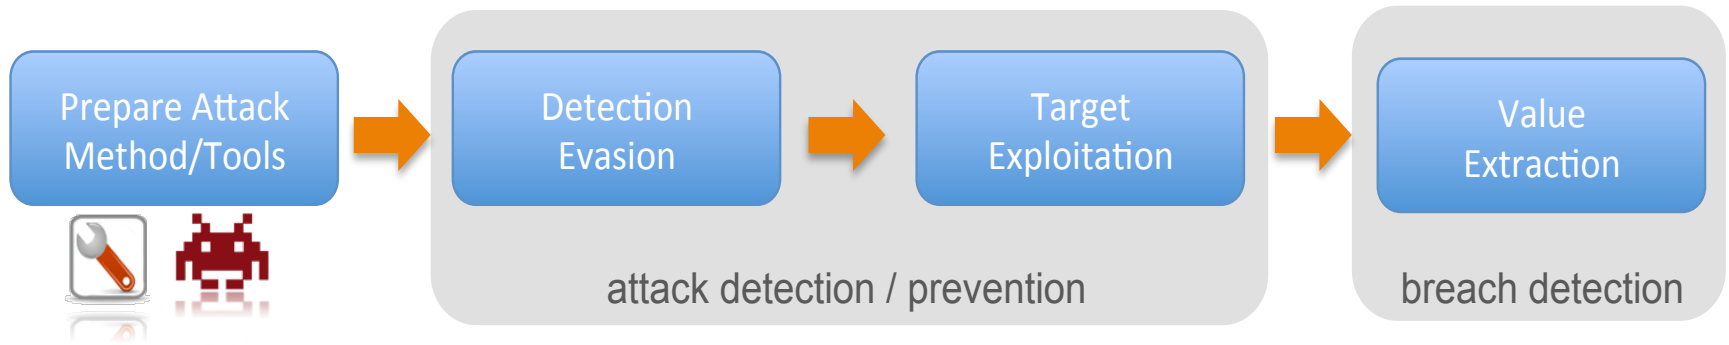 Prepare Attack
Method/Tools
Detection
Evasion
Target
Exploitation
Value
Extraction
attack detection / prevention
breach detection